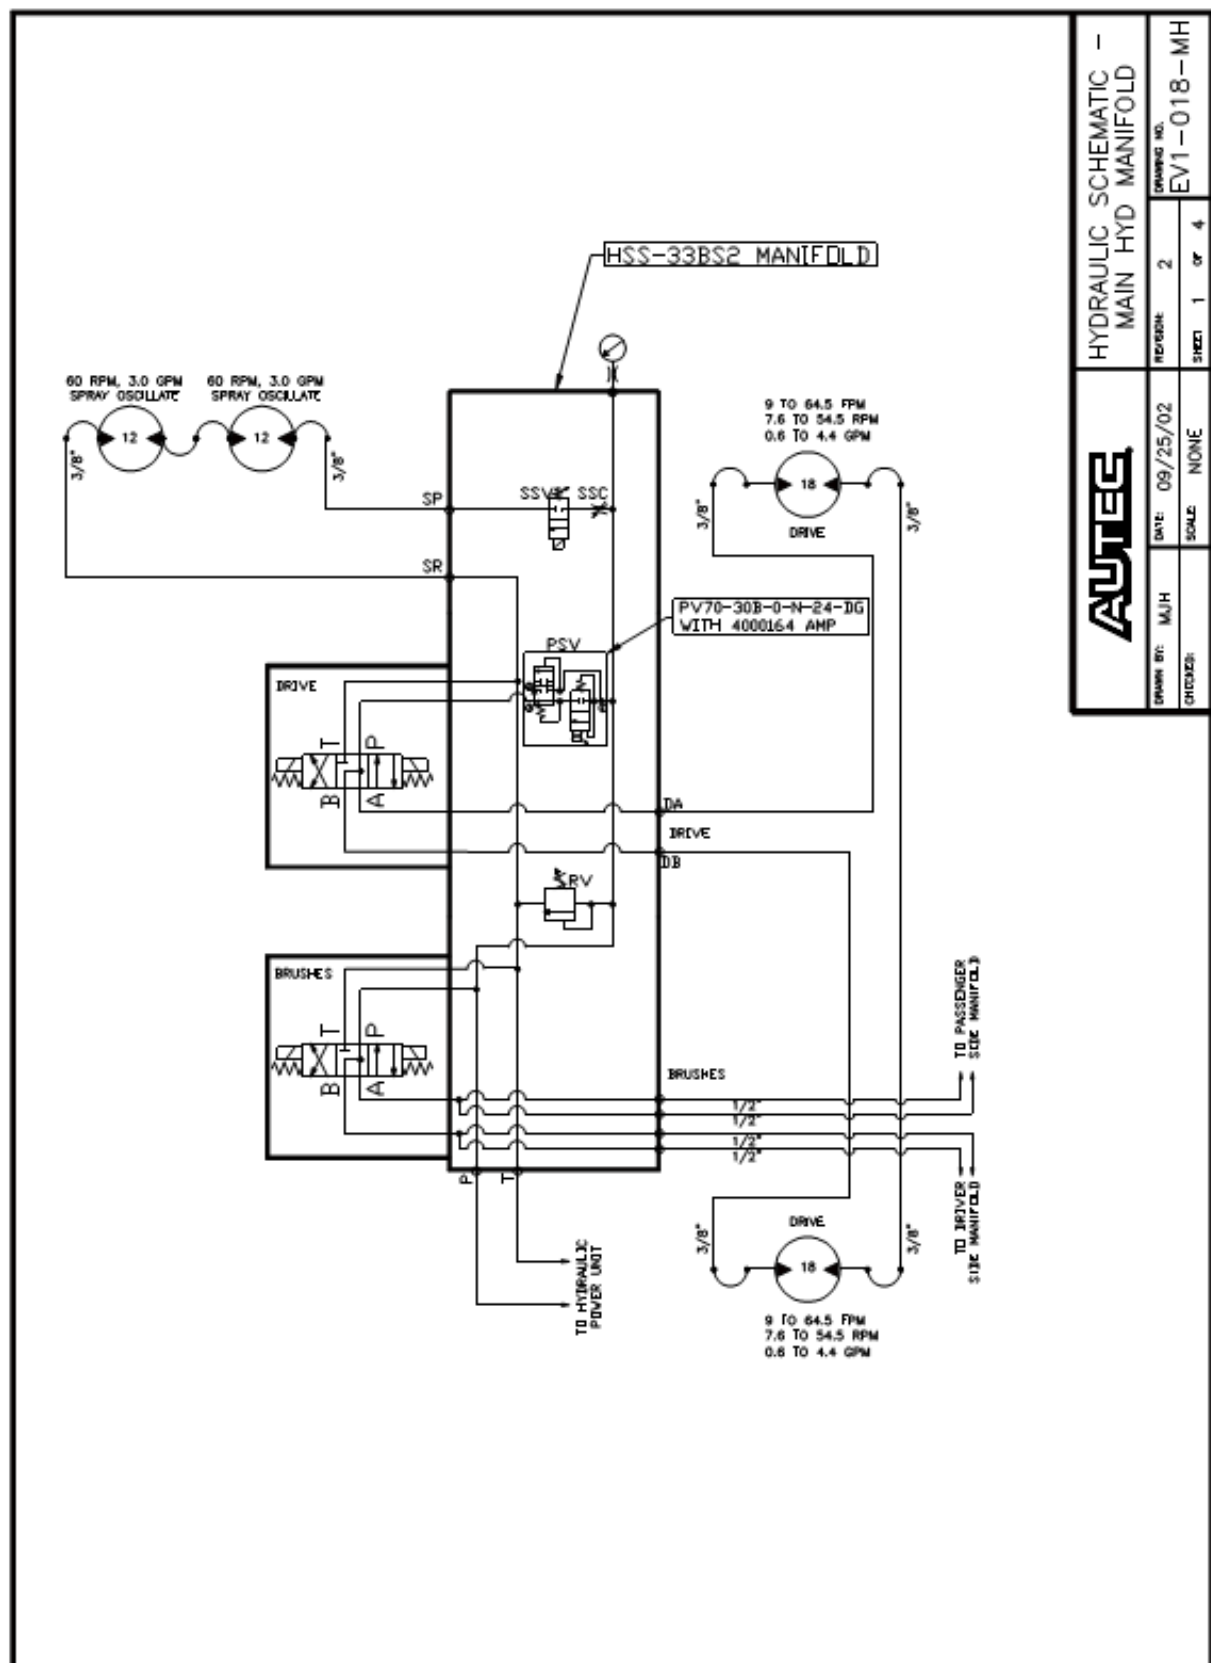 HSS-33BS2 MANIFOLD
60 RPM, 3.0 GPM
SPRAY OSCILLATE
60 RPM, 3.0 GPM
SPRAY OSCILLATE
12
12
3/8"
3/8"
SP
SSV
SSC
SR
9 TO 64.5 FPM
7.6 TO 54.5 RPM
0.6 TO 4.4 GPM
18
DRIVE
3/8"
3/8"
PV70-30B-0-N-24-DG
WITH 4000164 AMP
PSV
DRIVE
T
P
B
A
DA
DRIVE
DB
RV
BRUSHES
T
P
B
A
BRUSHES
1/2"
1/2"
1/2"
1/2"
TO PASSENGER
SIDE MANIFOLD
TO DRIVER
SIDE MANIFOLD
P
T
TO HYDRAULIC
POWER UNIT
3/8"
DRIVE
3/8"
18
9 TO 64.5 FPM
7.6 TO 54.5 RPM
0.6 TO 4.4 GPM
AUTEC
HYDRAULIC SCHEMATIC -
MAIN HYD MANIFOLD
DRAWN BY: MJH
DATE: 09/25/02
REVISION: 2
DRAWING NO.
EV1-018-MH
CHECKED:
SCALE: NONE
SHEET 1 OF 4